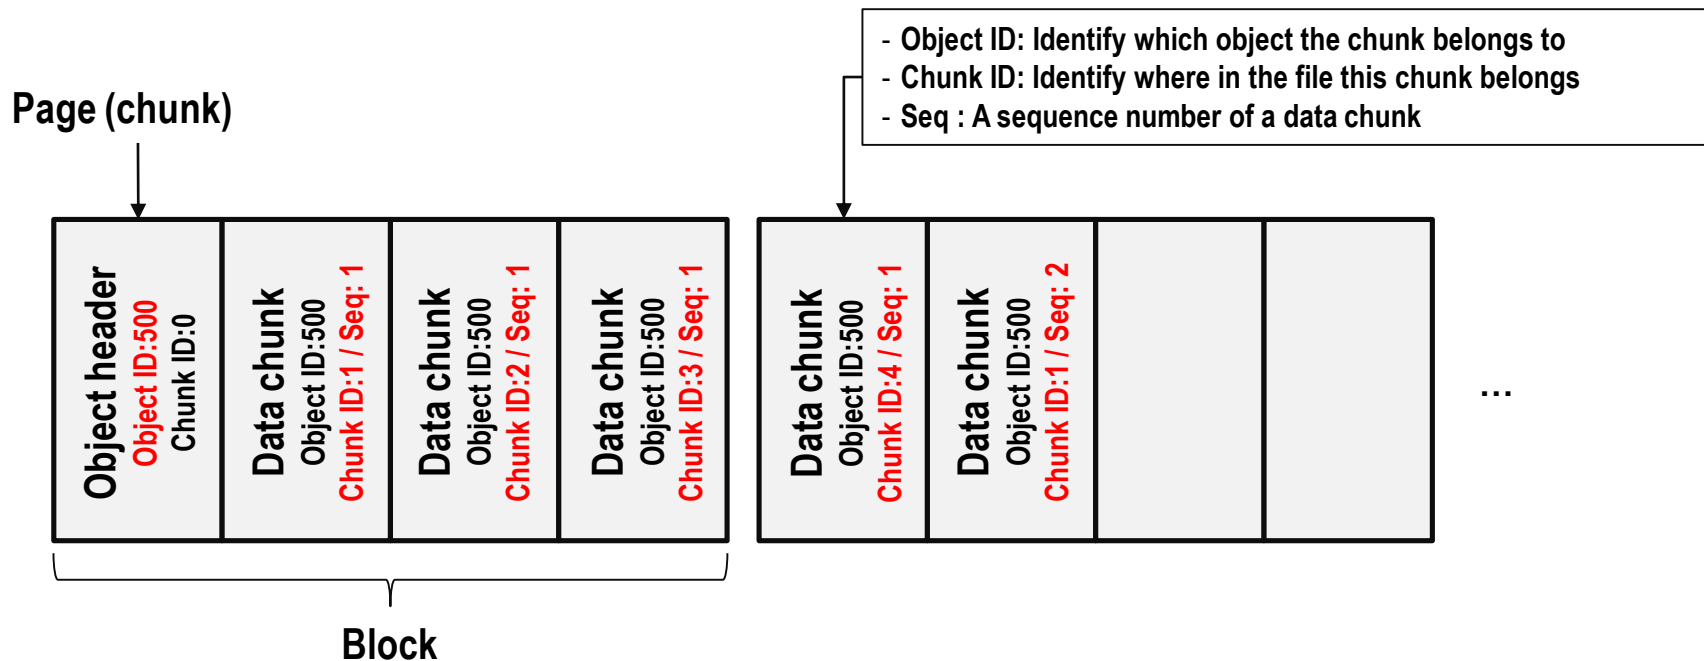 - Object ID: Identify which object the chunk belongs to
- Chunk ID: Identify where in the file this chunk belongs
- Seq : A sequence number of a data chunk
Page (chunk)
Object header
Object ID:500
Chunk ID:0
Data chunk
Object ID:500
Chunk ID:1 / Seq: 1
Data chunk
Object ID:500
Chunk ID:2 / Seq: 1
Data chunk
Object ID:500
Chunk ID:3 / Seq: 1
Data chunk
Object ID:500
Chunk ID:4 / Seq: 1
Data chunk
Object ID:500
Chunk ID:1 / Seq: 2
...
Block